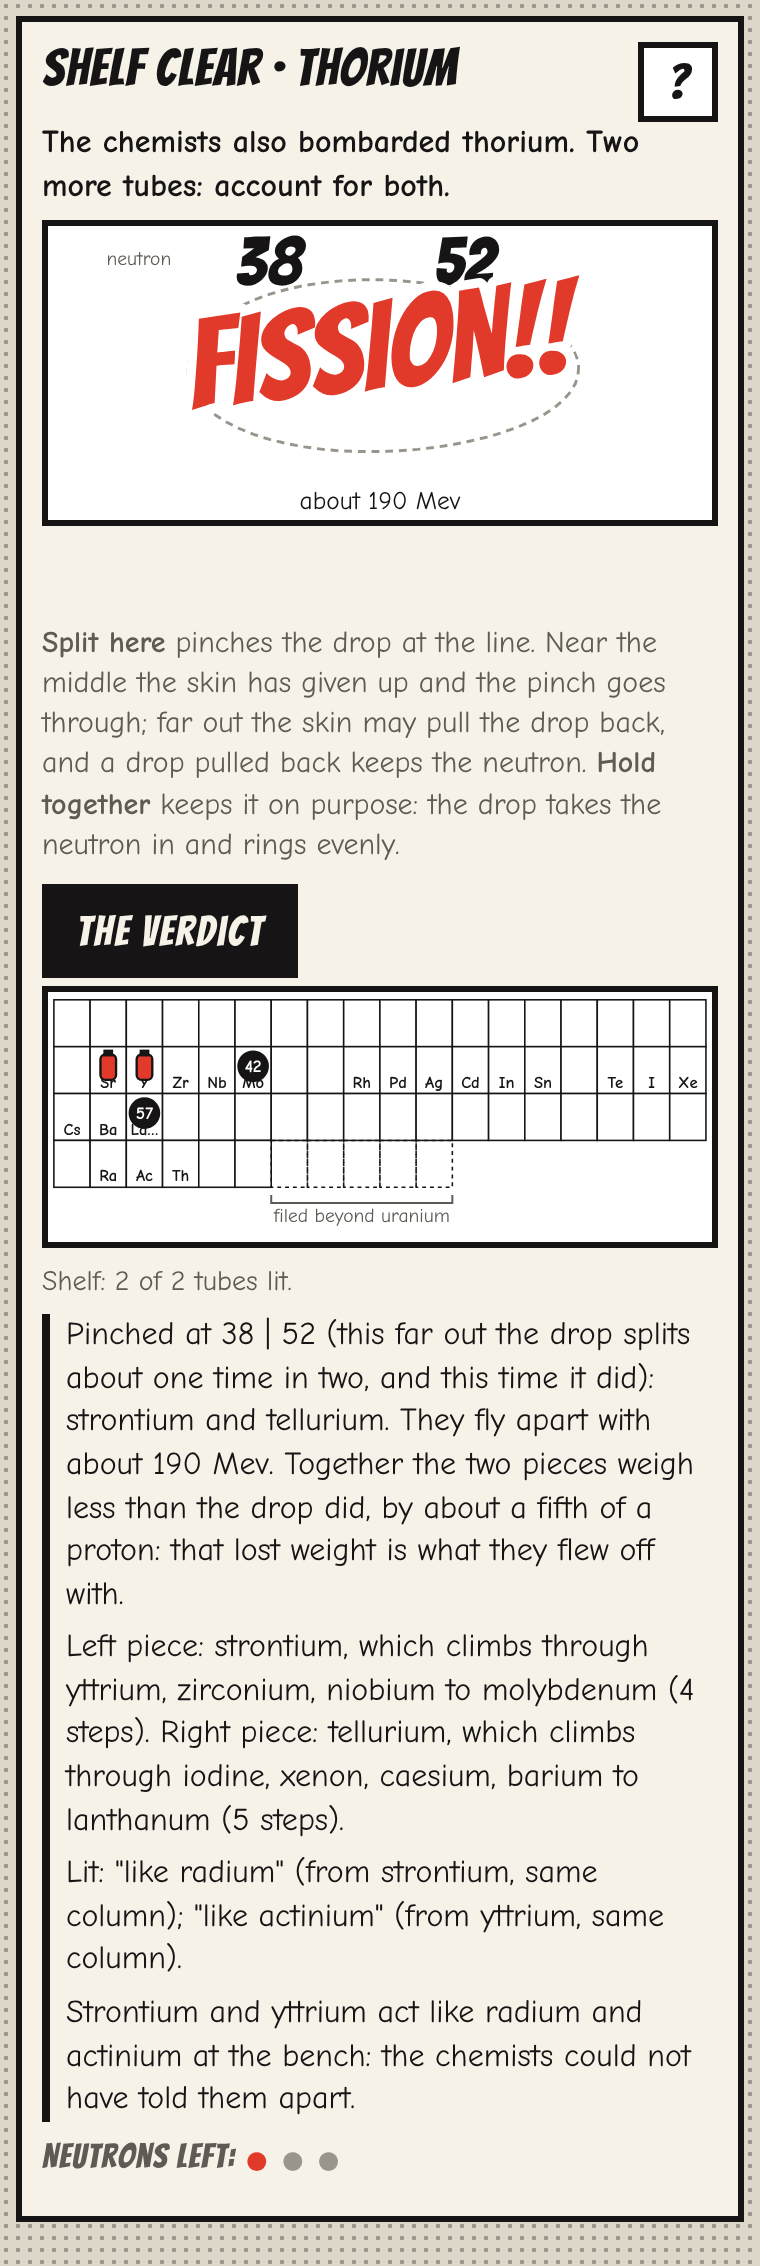 SHELF CLEAR · THORIUM
?
The chemists also bombarded thorium. Two
more tubes: account for both.
neutron
38 52
FISSION!!
about 190 Mev
Split here pinches the drop at the line. Near the
middle the skin has given up and the pinch goes
through; far out the skin may pull the drop back,
and a drop pulled back keeps the neutron. Hold
together keeps it on purpose: the drop takes the
neutron in and rings evenly.
THE VERDICT
42
Sr Y Zr Nb Mo Rh Pd Ag Cd In Sn Te I Xe
57
Cs Ba La...
Ra Ac Th
filed beyond uranium
Shelf: 2 of 2 tubes lit.
Pinched at 38 | 52 (this far out the drop splits
about one time in two, and this time it did):
strontium and tellurium. They fly apart with
about 190 Mev. Together the two pieces weigh
less than the drop did, by about a fifth of a
proton: that lost weight is what they flew off
with.
Left piece: strontium, which climbs through
yttrium, zirconium, niobium to molybdenum (4
steps). Right piece: tellurium, which climbs
through iodine, xenon, caesium, barium to
lanthanum (5 steps).
Lit: "like radium" (from strontium, same
column); "like actinium" (from yttrium, same
column).
Strontium and yttrium act like radium and
actinium at the bench: the chemists could not
have told them apart.
NEUTRONS LEFT: